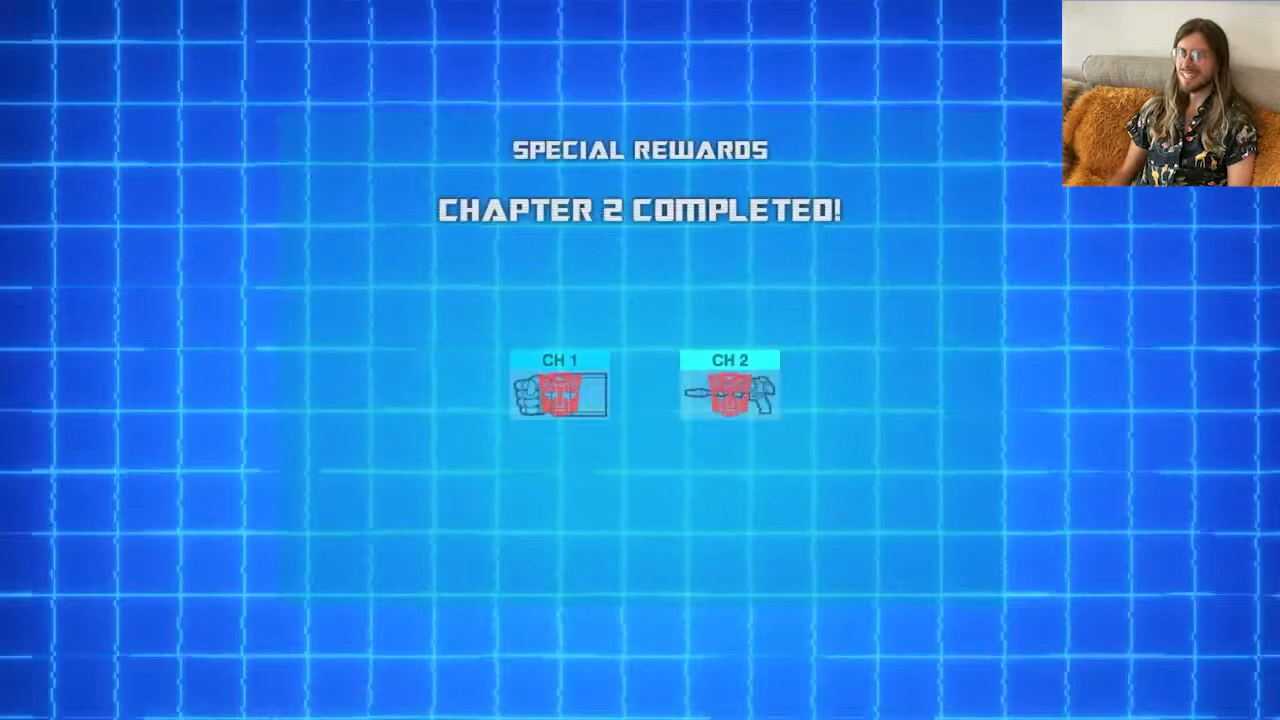 SPECIAL REWARDS
CHAPTER 2 COMPLETED!
CH 1
CH 2